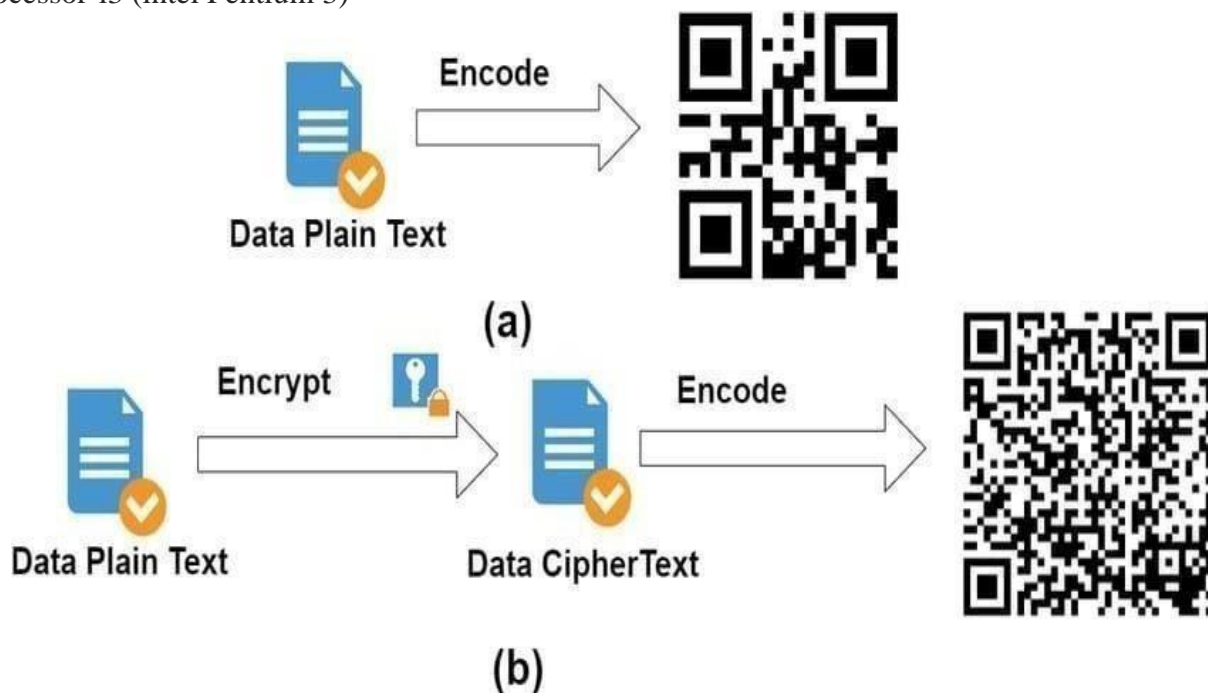 Encode
Data Plain Text
(a)
Encrypt
Encode
Data Plain Text
Data CipherText
(b)